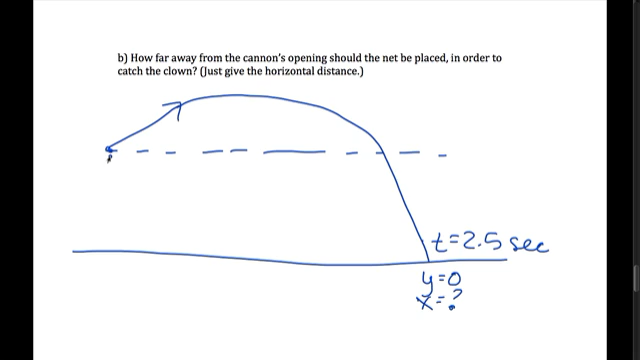 b) How far away from the cannon's opening should the net be placed, in order to
catch the clown? (Just give the horizontal distance.)
t=2.5 sec
y=0
x=?